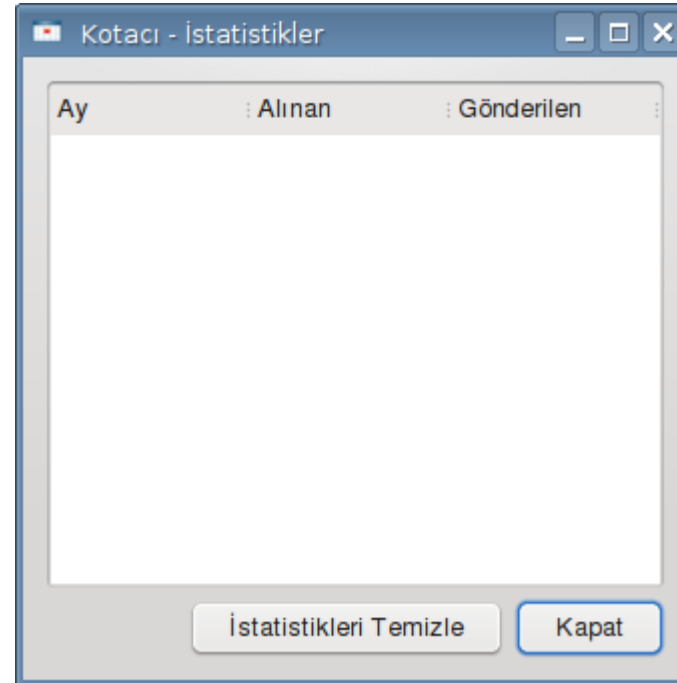 Kotacı - İstatistikler
Ay Alınan Gönderilen
İstatistikleri Temizle Kapat